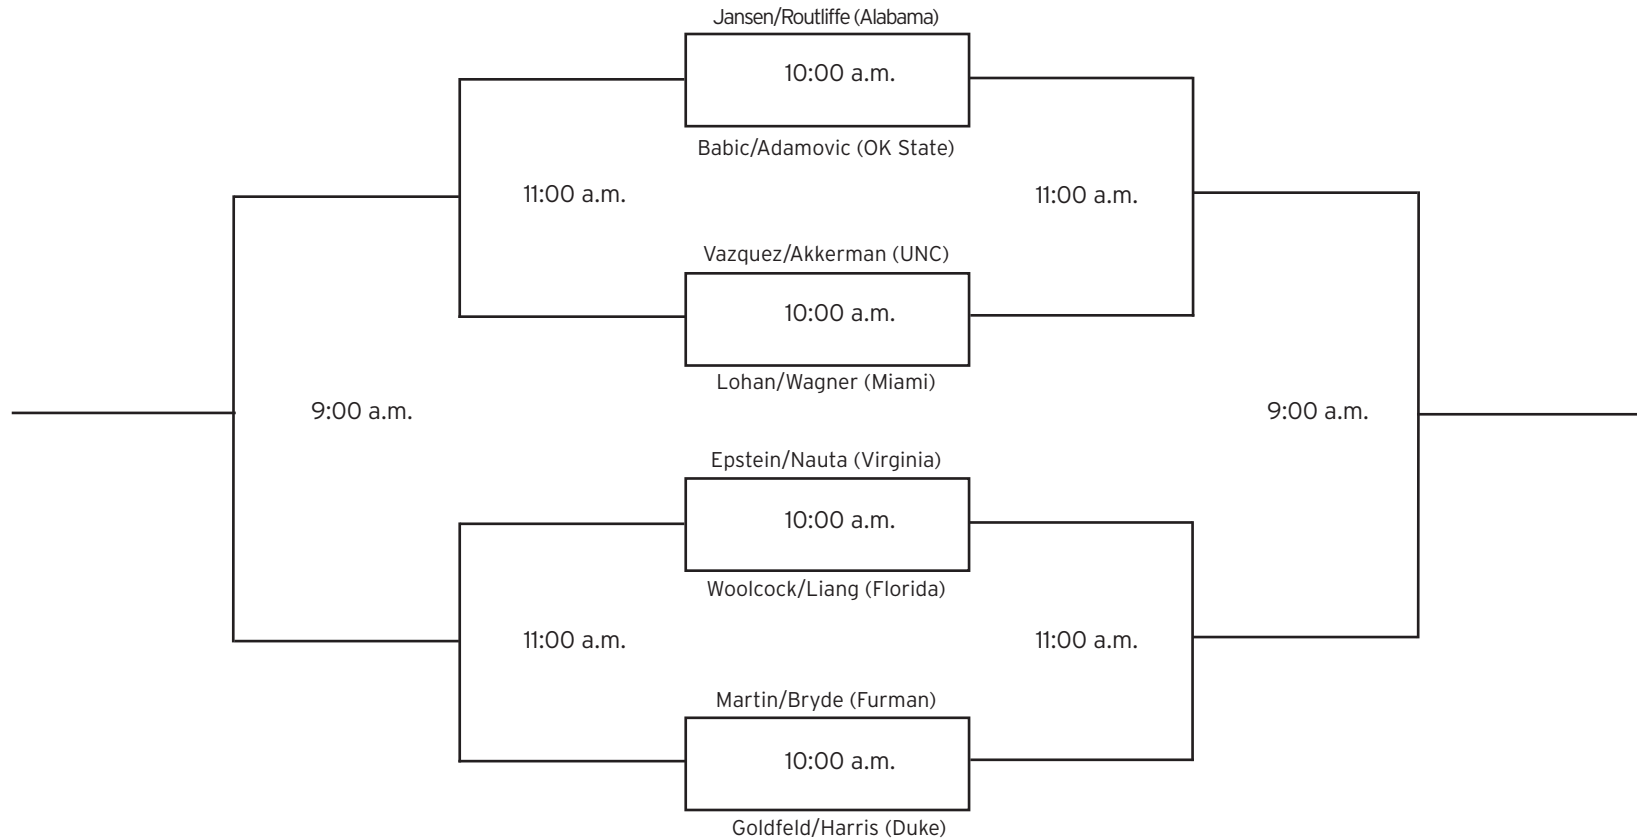 Jansen/Routliffe (Alabama)
10:00 a.m.
Babic/Adamovic (OK State)
11:00 a.m.
11:00 a.m.
Vazquez/Akkerman (UNC)
10:00 a.m.
Lohan/Wagner (Miami)
9:00 a.m.
9:00 a.m.
Epstein/Nauta (Virginia)
10:00 a.m.
Woolcock/Liang (Florida)
11:00 a.m.
11:00 a.m.
Martin/Bryde (Furman)
10:00 a.m.
Goldfeld/Harris (Duke)